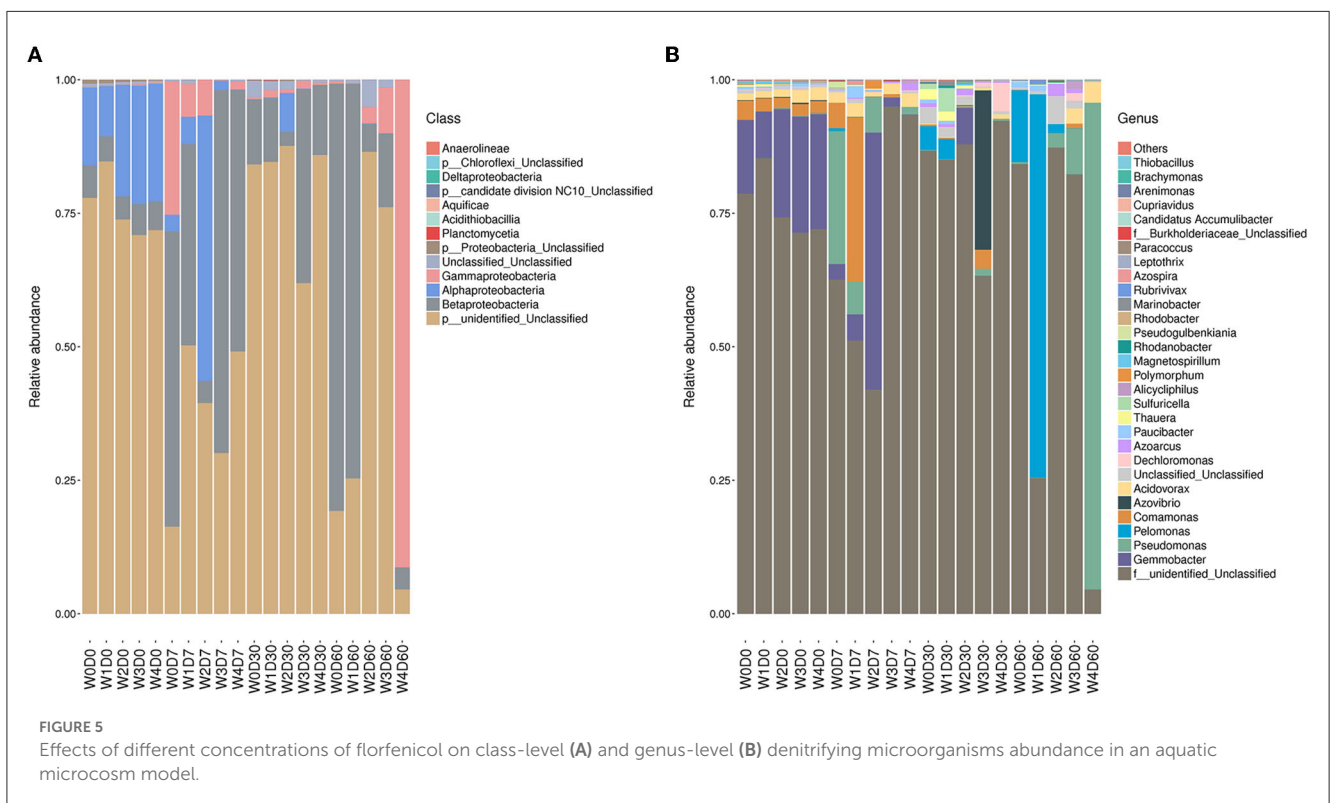 A
1.00
0.75
0.50
0.25
0.00
Relative abundance
W0D0 -
W1D0 -
W2D0 -
W3D0 -
W4D0 -
W0D7 -
W1D7 -
W2D7 -
W3D7 -
W4D7 -
W0D30 -
W1D30 -
W2D30 -
W3D30 -
W4D30 -
W0D60 -
W1D60 -
W2D60 -
W3D60 -
W4D60 -
Class
Anaerolineae
p__Chloroflexi_Unclassified
Deltaproteobacteria
p__candidate division NC10_Unclassified
Aquificae
Acidithiobacillia
Planctomycetia
p__Proteobacteria_Unclassified
Unclassified_Unclassified
Gammaproteobacteria
Alphaproteobacteria
Betaproteobacteria
p__unidentified_Unclassified
B
1.00
0.75
0.50
0.25
0.00
Relative abundance
W0D0 -
W1D0 -
W2D0 -
W3D0 -
W4D0 -
W0D7 -
W1D7 -
W2D7 -
W3D7 -
W4D7 -
W0D30 -
W1D30 -
W2D30 -
W3D30 -
W4D30 -
W0D60 -
W1D60 -
W2D60 -
W3D60 -
W4D60 -
Genus
Others
Thiobacillus
Brachymonas
Arenimonas
Cupriavidus
Candidatus Accumulibacter
f__Burkholderiaceae_Unclassified
Paracoccus
Leptothrix
Azospira
Rubrivivax
Marinobacter
Rhodobacter
Pseudogulbenkiania
Rhodanobacter
Magnetospirillum
Polymorphum
Alicycliphilus
Sulfuricella
Thauera
Paucibacter
Azoarcus
Dechloromonas
Unclassified_Unclassified
Acidovorax
Azovibrio
Comamonas
Pelomonas
Pseudomonas
Gemmobacter
f__unidentified_Unclassified
FIGURE 5
Effects of different concentrations of florfenicol on class-level (A) and genus-level (B) denitrifying microorganisms abundance in an aquatic
microcosm model.